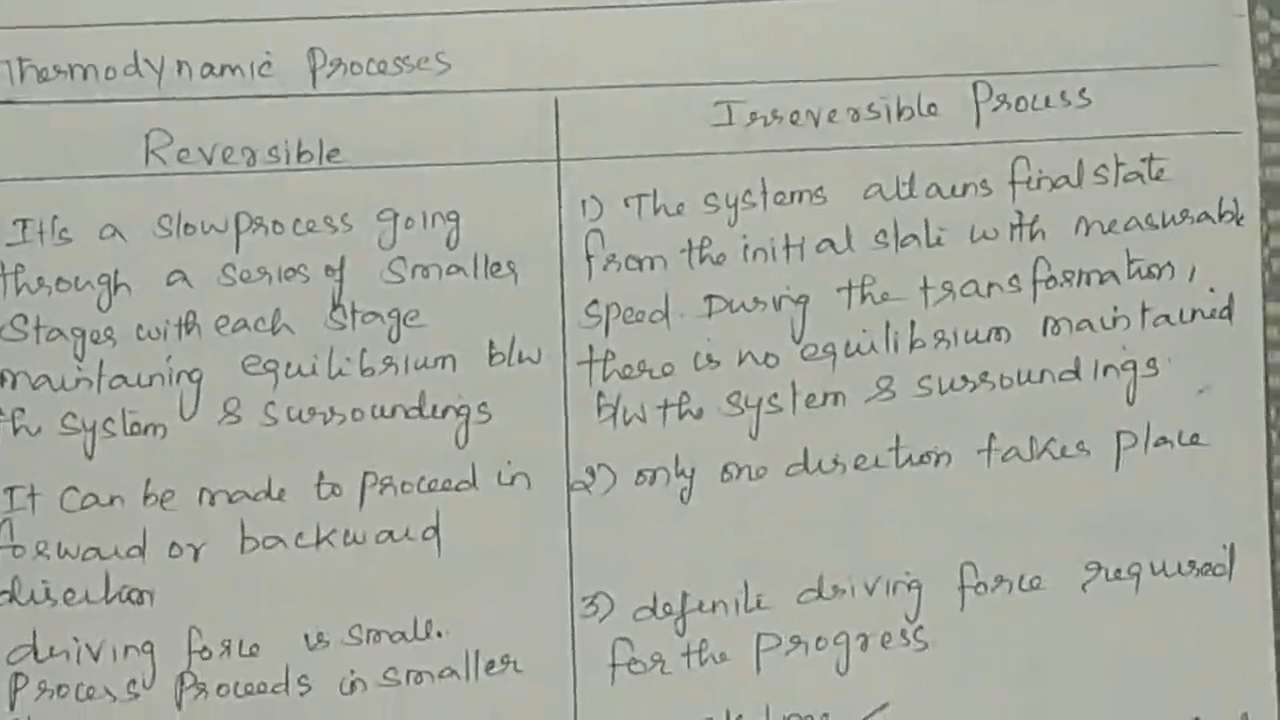 Thermodynamic Processes
Reversible
It's a slow process going
through a series of smaller
stages with each stage
maintaining equilibrium b/w
the system & surroundings
It can be made to proceed in
forward or backward
direction
driving force is small.
Process proceeds in smaller
Irreversible Process
1) The systems attains final state
from the initial state with measurable
speed. During the transformation,
there is no equilibrium maintained
b/w the system & surroundings.
2) only one direction takes place
3) definite driving force required
for the progress.